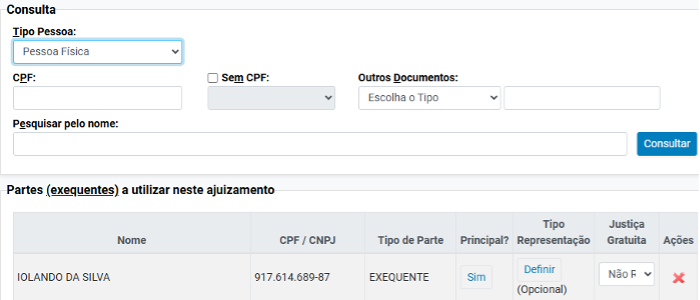 Consulta
Tipo Pessoa:
Pessoa Física
CPF: Sem CPF: Outros Documentos:
Escolha o Tipo
Pesquisar pelo nome:
Consultar
Partes (exequentes) a utilizar neste ajuizamento
Nome CPF / CNPJ Tipo de Parte Principal? Tipo Representação Justiça Gratuita Ações
IOLANDO DA SILVA 917.614.689-87 EXEQUENTE Sim Definir (Opcional) Não F